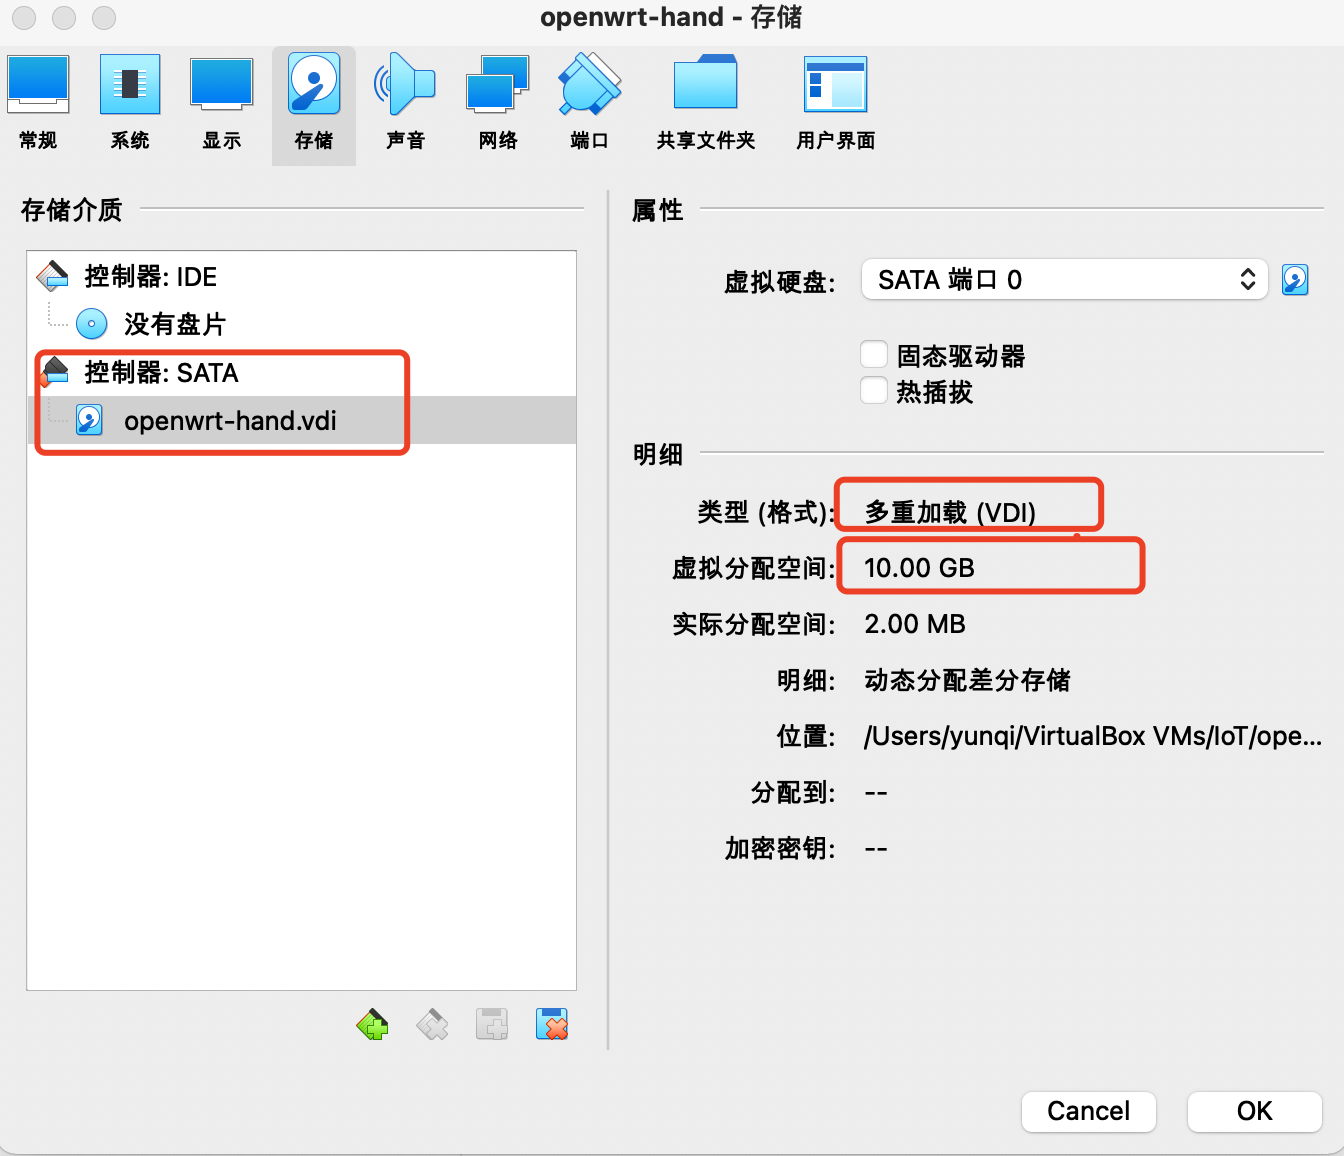 openwrt-hand - 存储
常规
系统
显示
存储
声音
网络
端口
共享文件夹
用户界面
存储介质
控制器: IDE
没有盘片
控制器: SATA
openwrt-hand.vdi
属性
虚拟硬盘: SATA 端口 0
固态驱动器
热插拔
明细
类型 (格式): 多重加载 (VDI)
虚拟分配空间: 10.00 GB
实际分配空间: 2.00 MB
明细: 动态分配差分存储
位置: /Users/yunqi/VirtualBox VMs/IoT/ope...
分配到: --
加密密钥: --
Cancel
OK